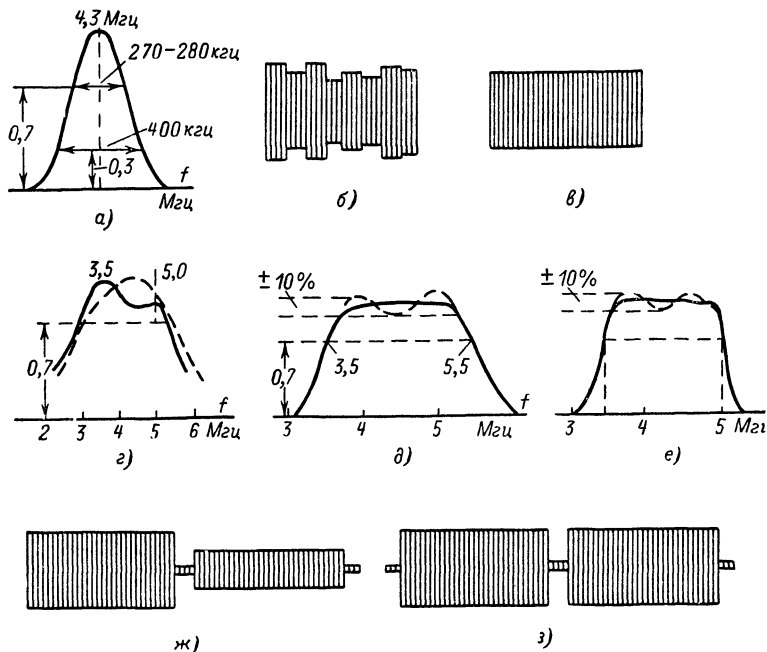 4,3 Мгц
270-280 кгц
400 кгц
0,7
0,3
f
Мгц
а)
б)
в)
3,5
5,0
0,7
f
2 3 4 5 6 Мгц
г)
± 10%
0,7
3,5
5,5
f
3 4 5 Мгц
д)
± 10%
3 4 5 Мгц
е)
ж)
з)